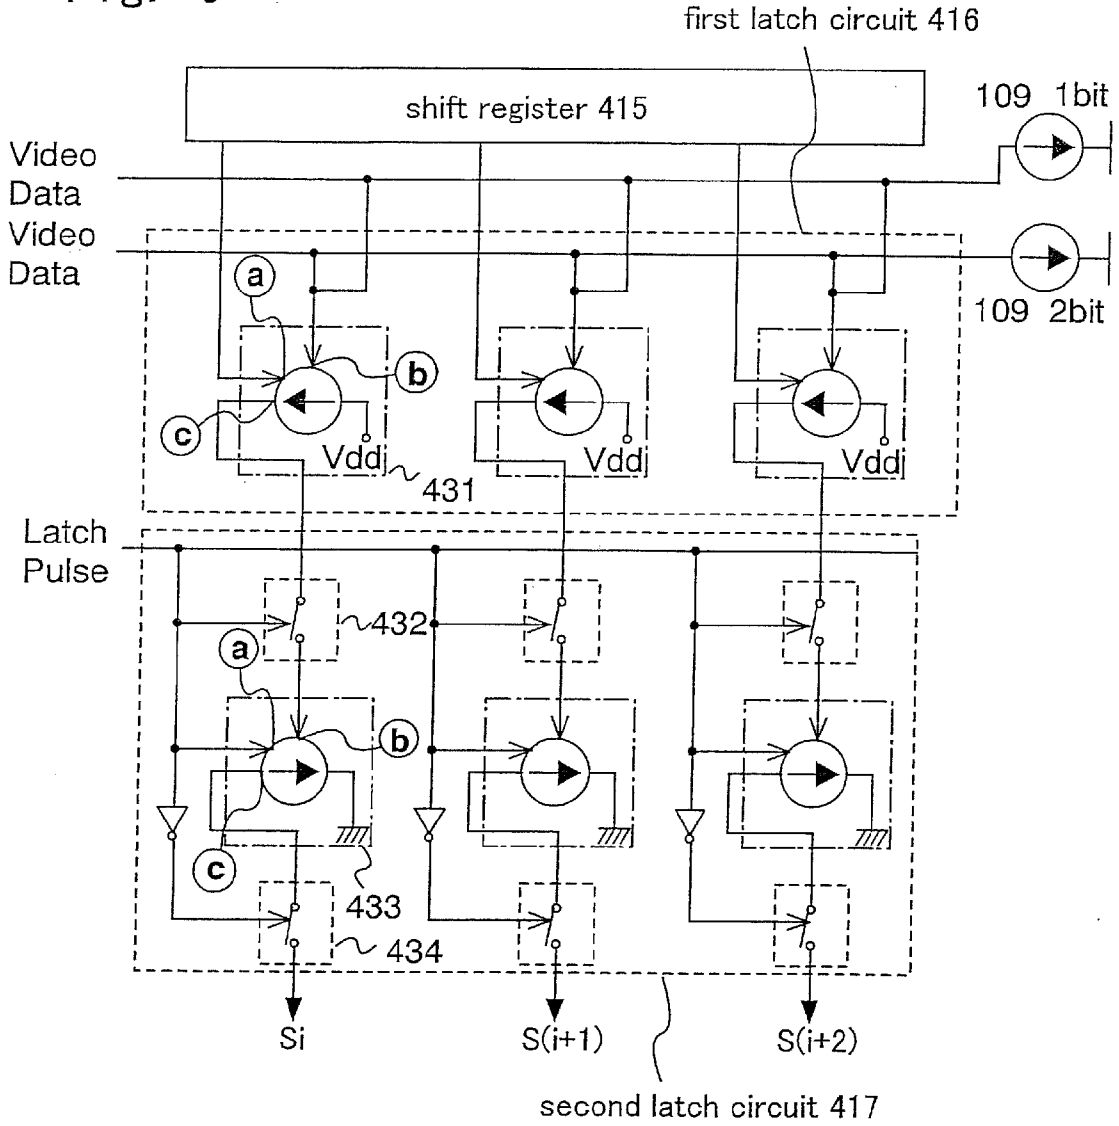 first latch circuit 416
shift register 415
109 1bit
Video
Data
Video
Data
109 2bit
a
b
c
Vdd
Vdd
Vdd
431
Latch
Pulse
432
a
b
c
433
434
Si
S(i+1)
S(i+2)
second latch circuit 417